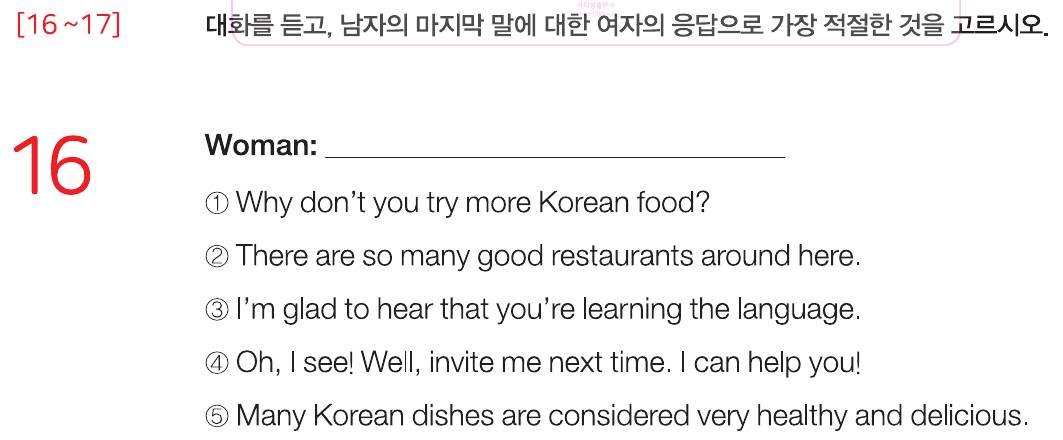 [16~17] 대화를 듣고, 남자의 마지막 말에 대한 여자의 응답으로 가장 적절한 것을 고르시오.
16
Woman: ______________________________
① Why don't you try more Korean food?
② There are so many good restaurants around here.
③ I'm glad to hear that you're learning the language.
④ Oh, I see! Well, invite me next time. I can help you!
⑤ Many Korean dishes are considered very healthy and delicious.